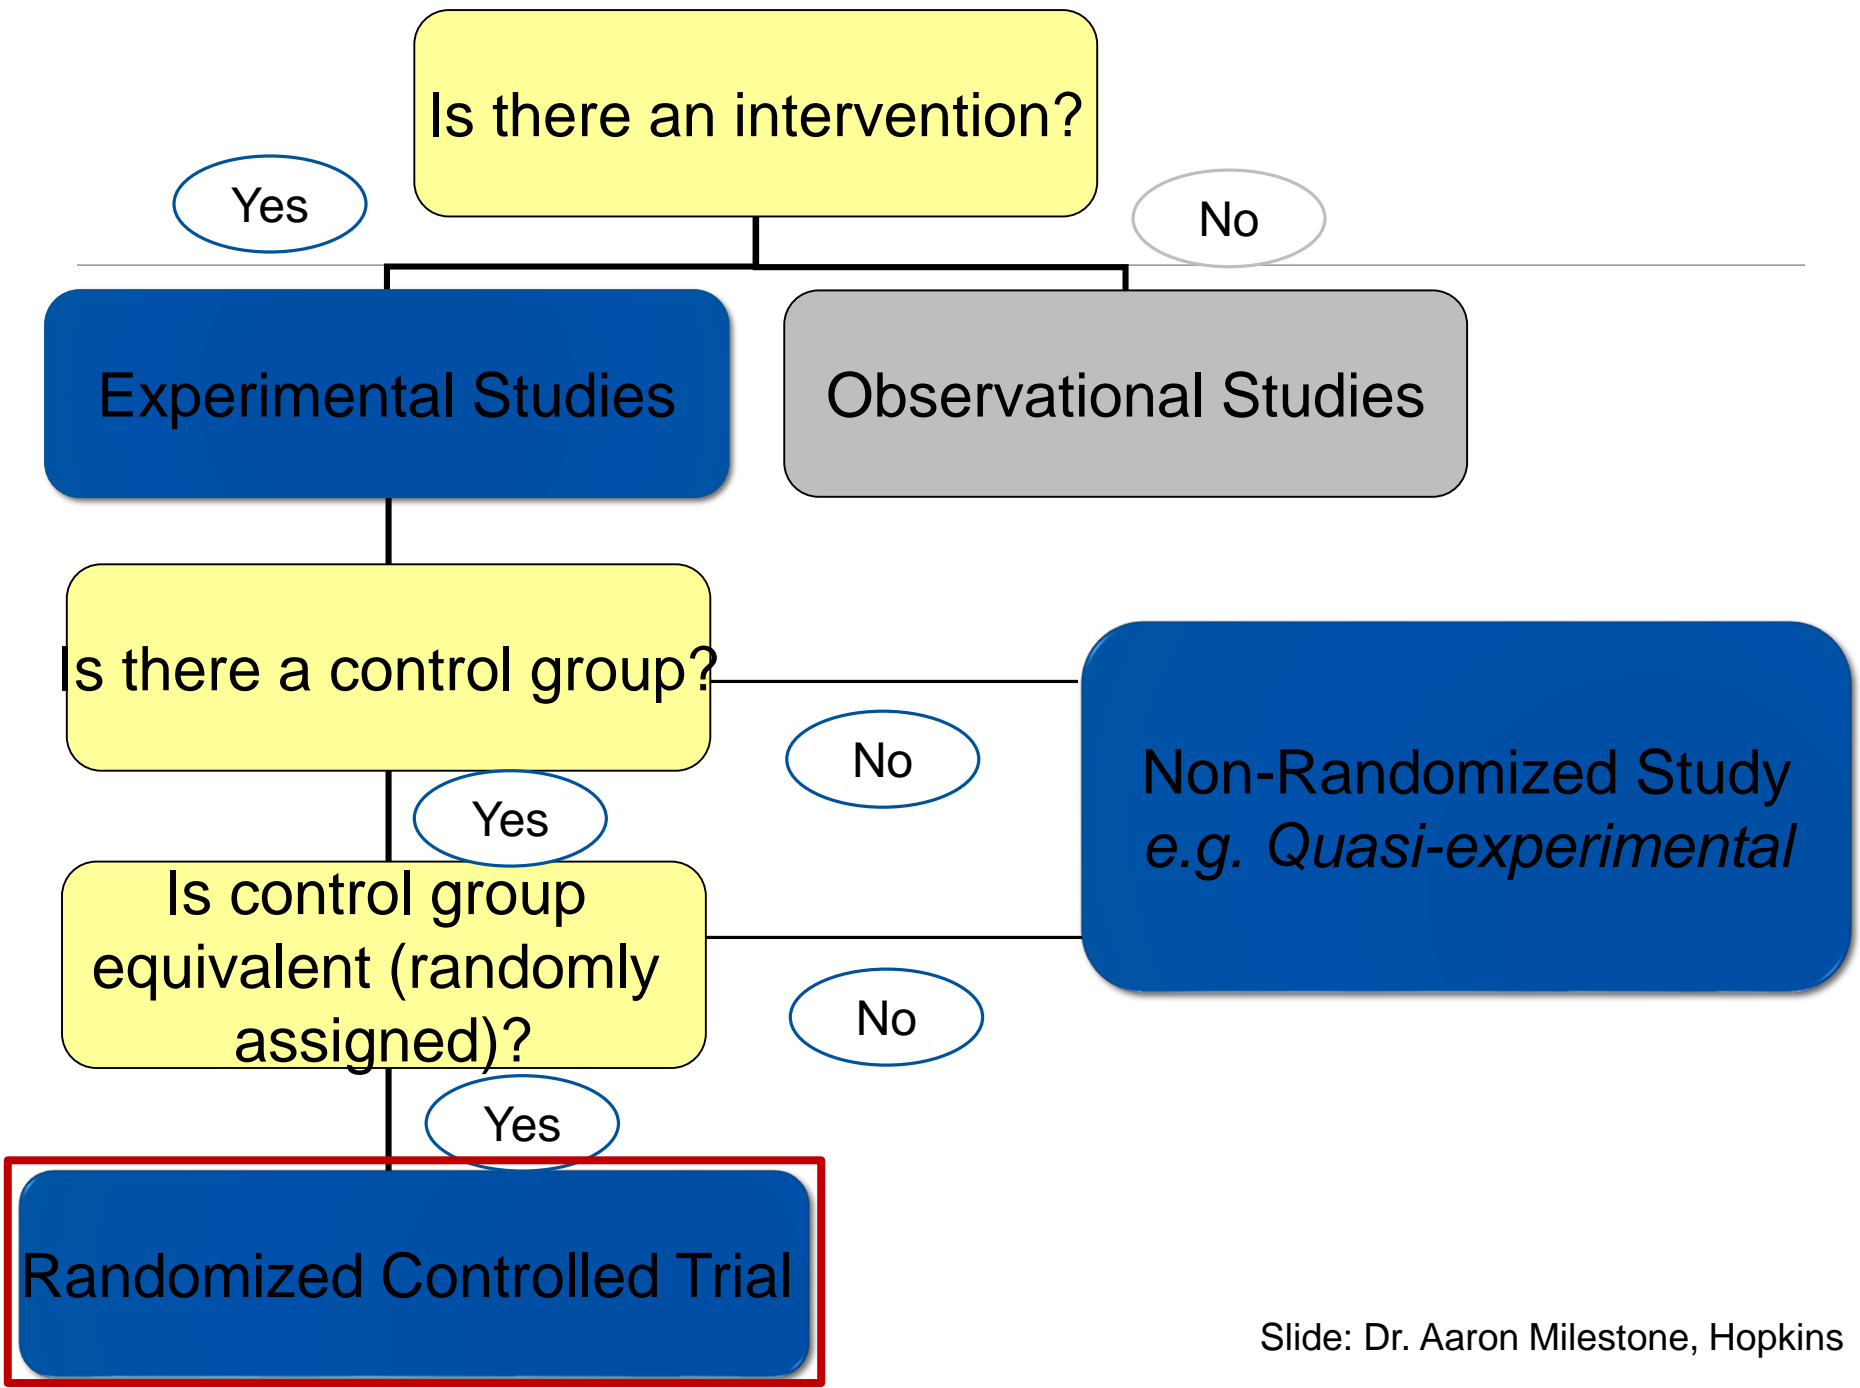 Is there an intervention?
Yes
No
Experimental Studies
Observational Studies
Is there a control group?
No
Yes
Non-Randomized Study
e.g. Quasi-experimental
Is control group
equivalent (randomly
assigned)?
No
Yes
Randomized Controlled Trial
Slide: Dr. Aaron Milestone, Hopkins